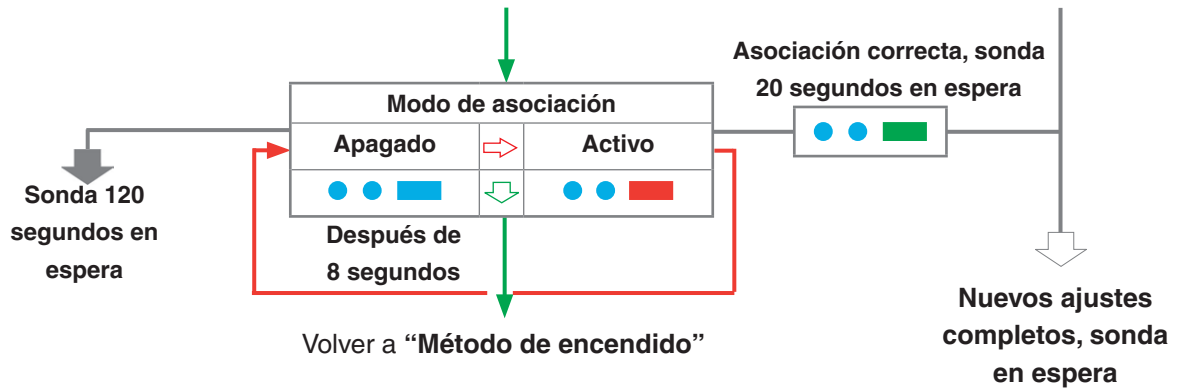 Asociación correcta, sonda
20 segundos en espera
Modo de asociación
Apagado
Activo
Sonda 120
segundos en
espera
Después de
8 segundos
Volver a “Método de encendido”
Nuevos ajustes
completos, sonda
en espera